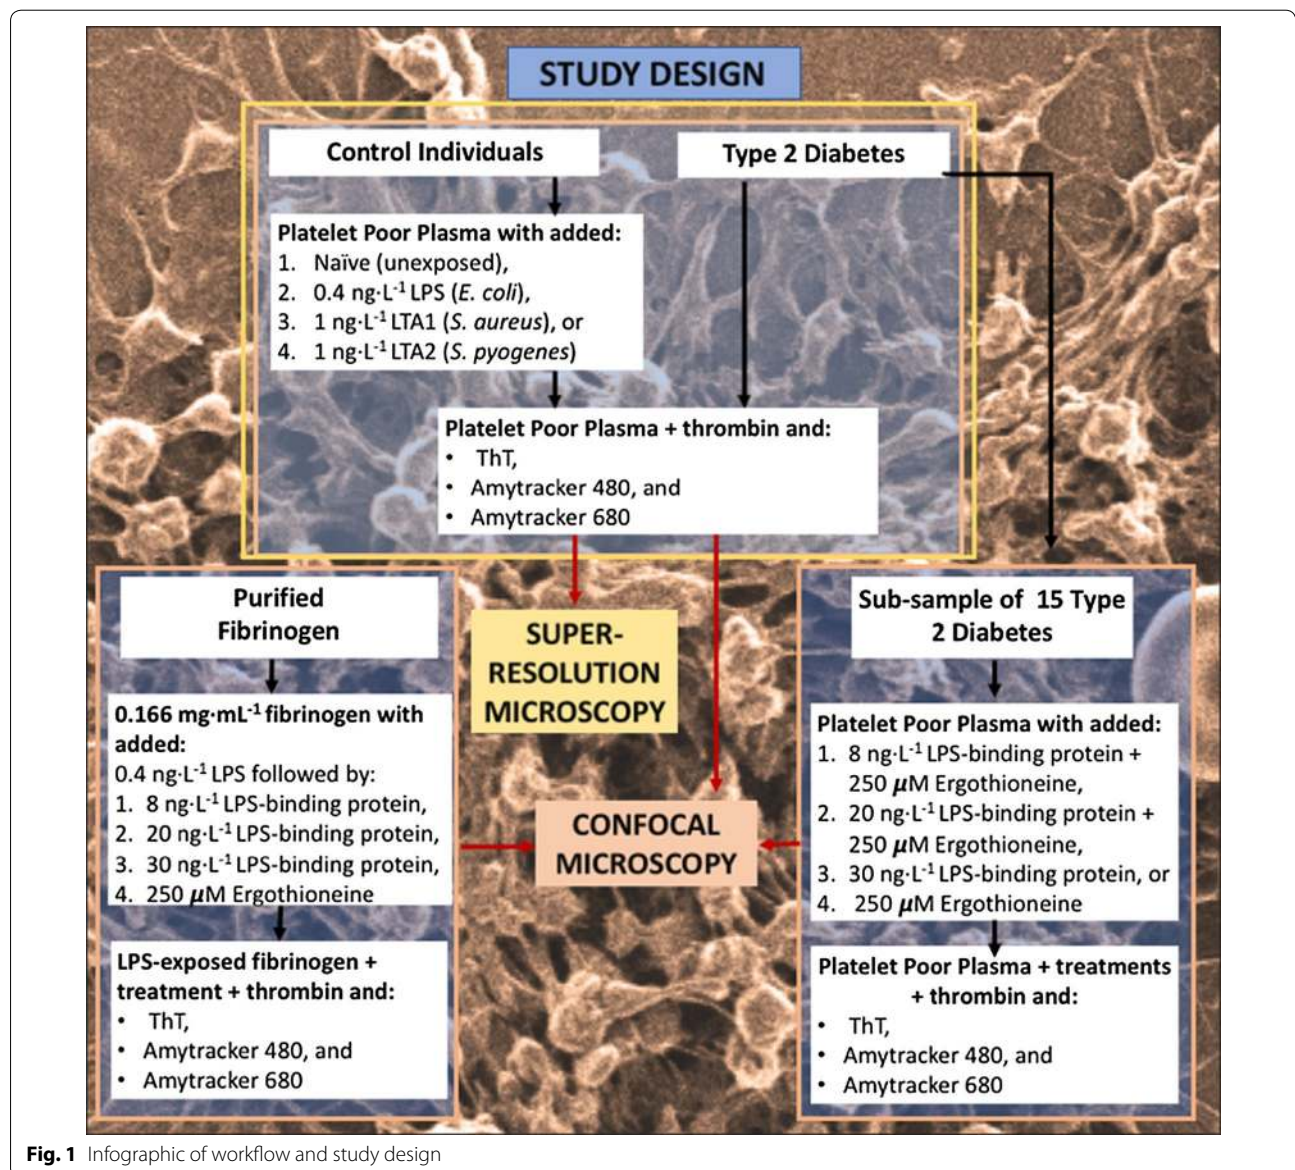 STUDY DESIGN
Control Individuals
Type 2 Diabetes
Platelet Poor Plasma with added:
1. Naïve (unexposed),
2. 0.4 ng·L⁻¹ LPS (E. coli),
3. 1 ng·L⁻¹ LTA1 (S. aureus), or
4. 1 ng·L⁻¹ LTA2 (S. pyogenes)
Platelet Poor Plasma + thrombin and:
• ThT,
• Amytracker 480, and
• Amytracker 680
Purified
Fibrinogen
0.166 mg·mL⁻¹ fibrinogen with
added:
0.4 ng·L⁻¹ LPS followed by:
1. 8 ng·L⁻¹ LPS-binding protein,
2. 20 ng·L⁻¹ LPS-binding protein,
3. 30 ng·L⁻¹ LPS-binding protein,
4. 250 µM Ergothioneine
LPS-exposed fibrinogen +
treatment + thrombin and:
• ThT,
• Amytracker 480, and
• Amytracker 680
SUPER-
RESOLUTION
MICROSCOPY
CONFOCAL
MICROSCOPY
Sub-sample of 15 Type
2 Diabetes
Platelet Poor Plasma with added:
1. 8 ng·L⁻¹ LPS-binding protein +
250 µM Ergothioneine,
2. 20 ng·L⁻¹ LPS-binding protein +
250 µM Ergothioneine,
3. 30 ng·L⁻¹ LPS-binding protein, or
4. 250 µM Ergothioneine
Platelet Poor Plasma + treatments
+ thrombin and:
• ThT,
• Amytracker 480, and
• Amytracker 680
Fig. 1 Infographic of workflow and study design